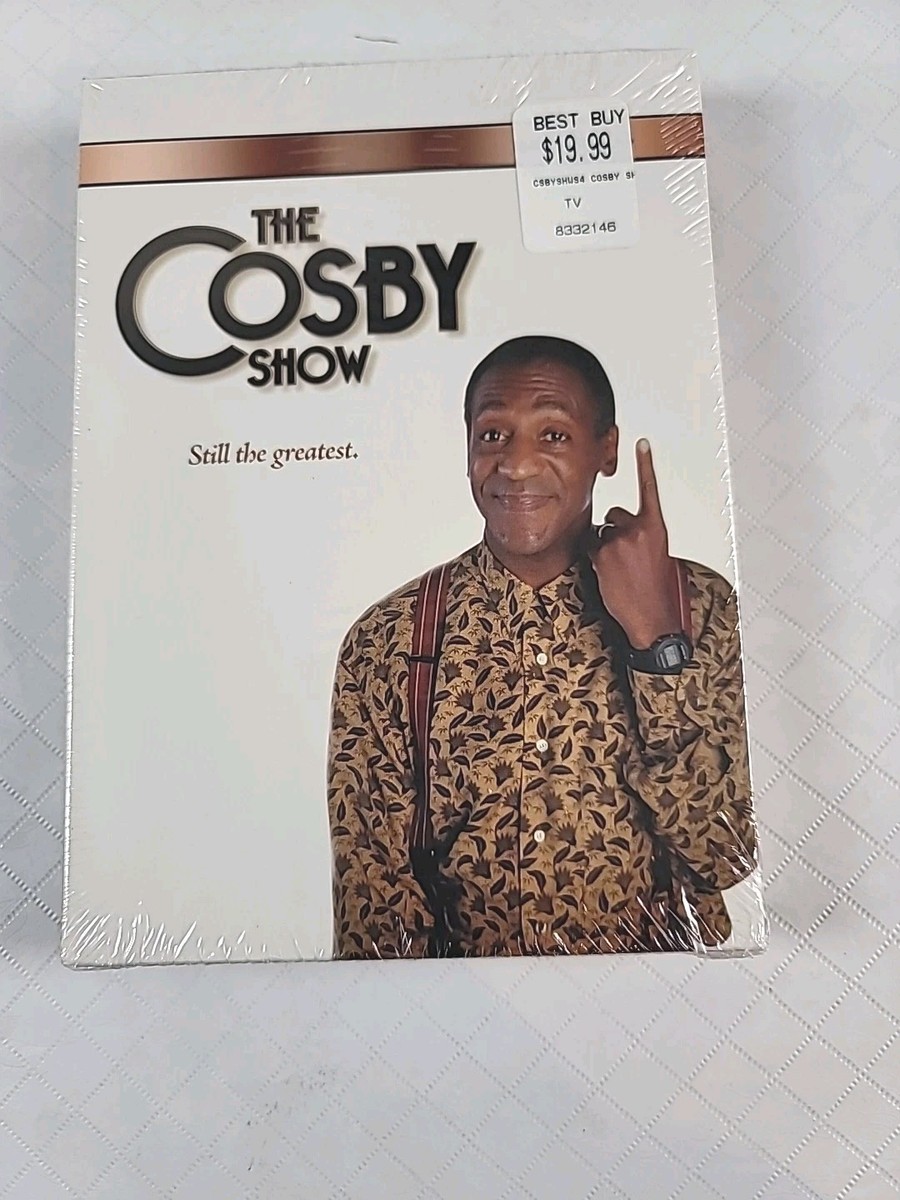 BEST BUY
$19.99
CSBYSHUS4 COSBY SH
TV
8332146
THE
COSBY
SHOW
Still the greatest.